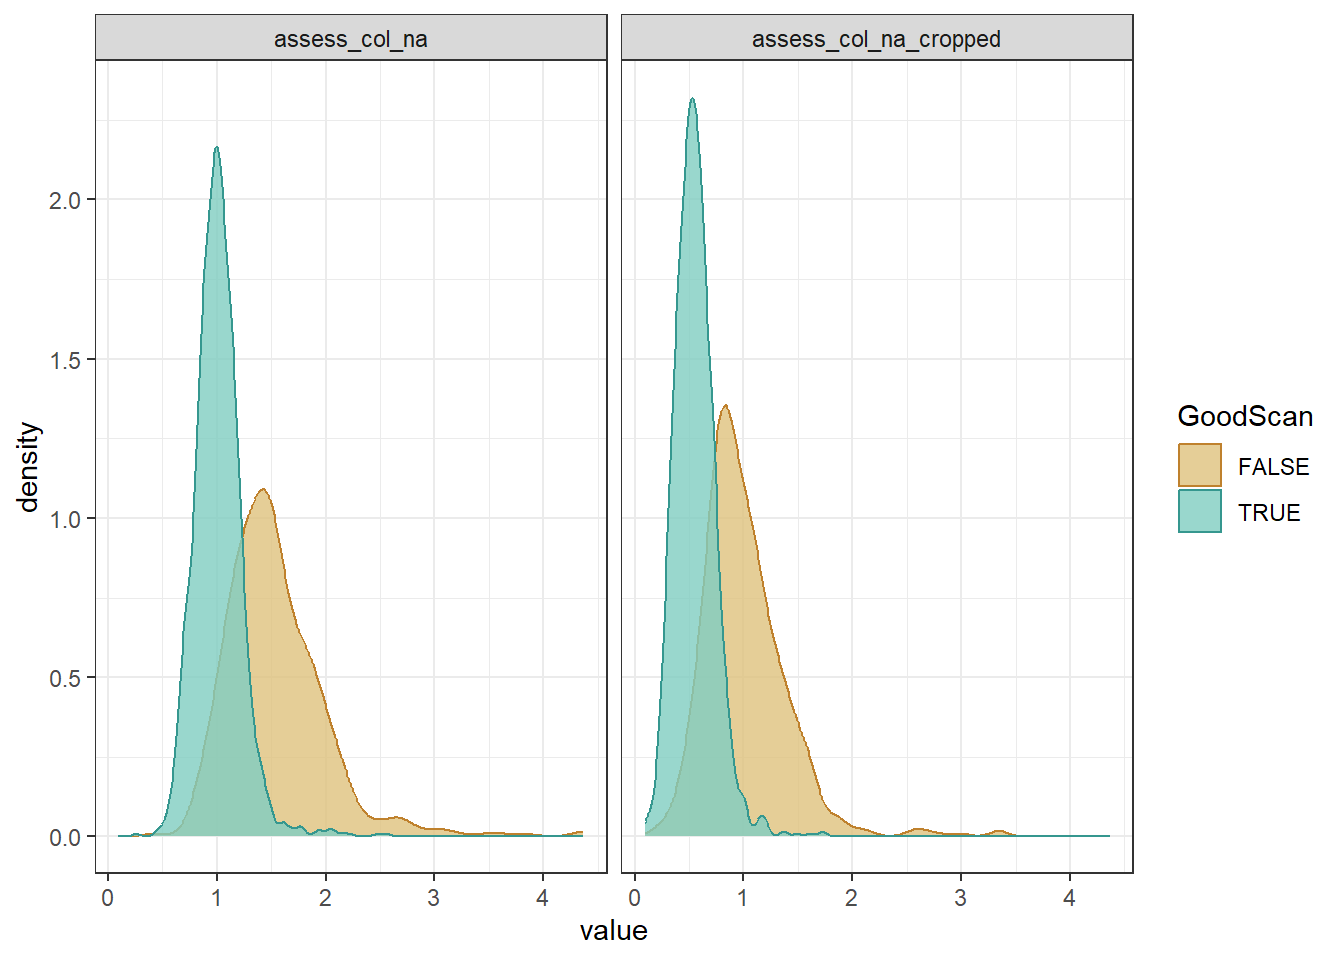 assess_col_na
assess_col_na_cropped
density
2.0
1.5
1.0
0.5
0.0
0 1 2 3 4
0 1 2 3 4
value
GoodScan
FALSE
TRUE